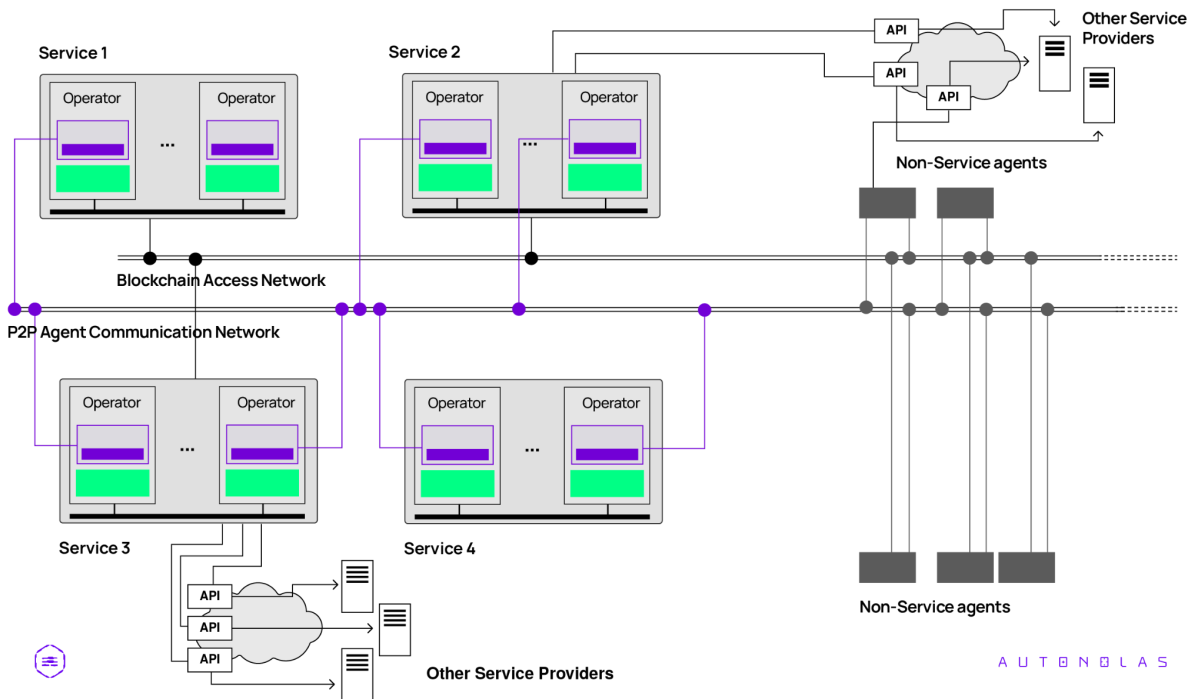 Service 1
Service 2
Other Service
Providers
API
API
API
Operator
Operator
Operator
Operator
...
...
Non-Service agents
Blockchain Access Network
P2P Agent Communication Network
Operator
Operator
Operator
Operator
...
...
Service 3
Service 4
API
API
API
Non-Service agents
Other Service Providers
AUTONOLAS